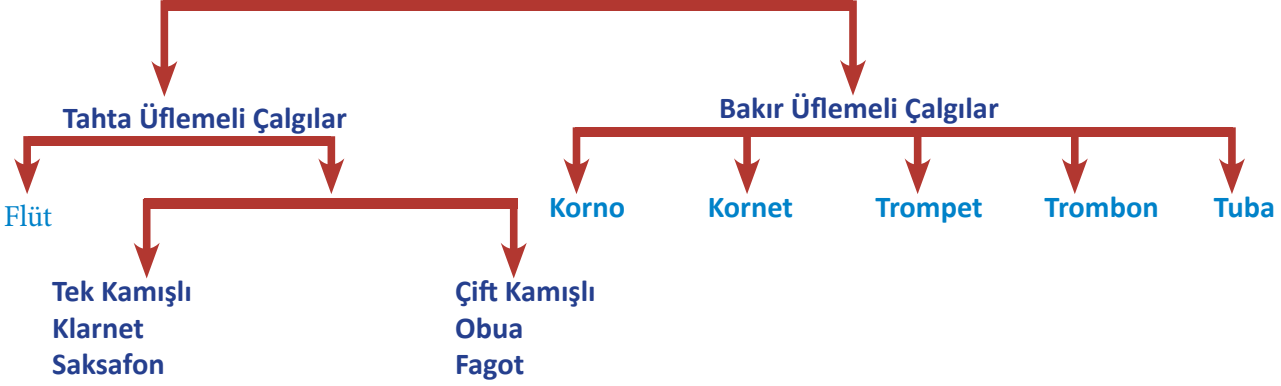 Tahta Üflemeli Çalgılar
Bakır Üflemeli Çalgılar
Flüt
Korno
Kornet
Trompet
Trombon
Tuba
Tek Kamışlı
Klarnet
Saksafon
Çift Kamışlı
Obua
Fagot